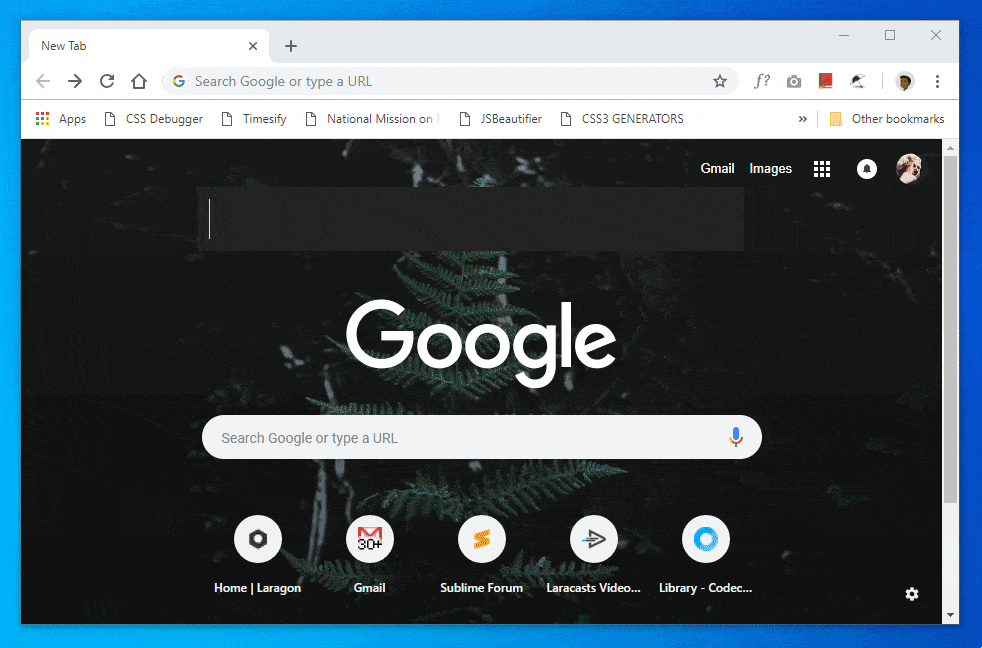 New Tab
Search Google or type a URL
f?
Apps CSS Debugger Timesify National Mission on JSBeautifier CSS3 GENERATORS » Other bookmarks
Gmail Images
Google
Search Google or type a URL
30+
Home | Laragon Gmail Sublime Forum Laracasts Video... Library - Codec...